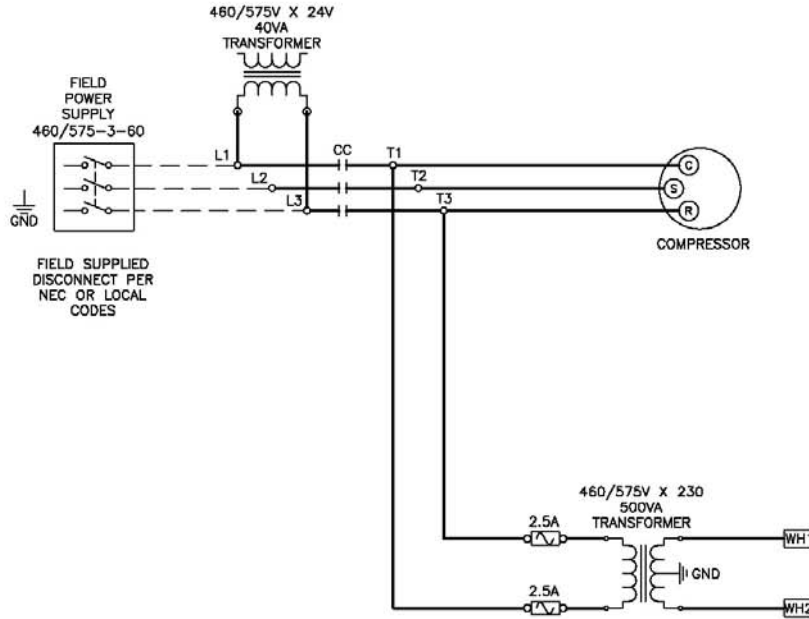 460/575V X 24V
40VA
TRANSFORMER
FIELD
POWER
SUPPLY
460/575-3-60
L1
CC
T1
C
L2
T2
S
L3
T3
R
GND
COMPRESSOR
FIELD SUPPLIED
DISCONNECT PER
NEC OR LOCAL
CODES
460/575V X 230
500VA
TRANSFORMER
2.5A
WH1
GND
2.5A
WH2